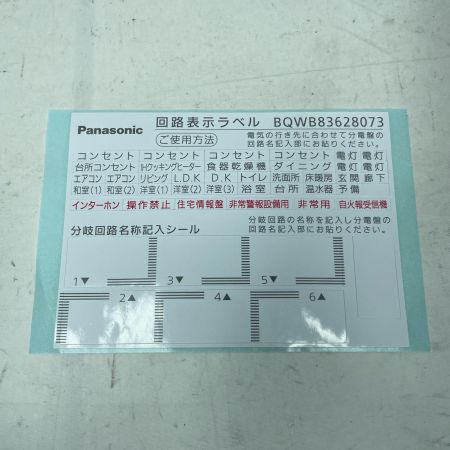 Panasonic
回路表示ラベル BQWB83628073
ご使用方法
電気の行き先に合わせて分電盤の
回路名記入部にお貼りください。
コンセント コンセント コンセント コンセント 電灯 電灯
台所コンセント IHクッキングヒーター 食器乾燥機 ダイニング 電灯 電灯
エアコン エアコン リビング L.D.K D.K トイレ 洗面所 床暖房 玄関 廊下
和室(1) 和室(2) 洋室(1) 洋室(2) 洋室(3) 浴室 台所 温水器 予備
インターホン 操作禁止 住宅情報盤 非常警報設備用 非常用 自火報受信機
分岐回路名称記入シール
分岐回路の名称を記入し分電盤の
回路名記入部にお貼りください。
1▼ 3▼ 5▼
2▲ 4▲ 6▲